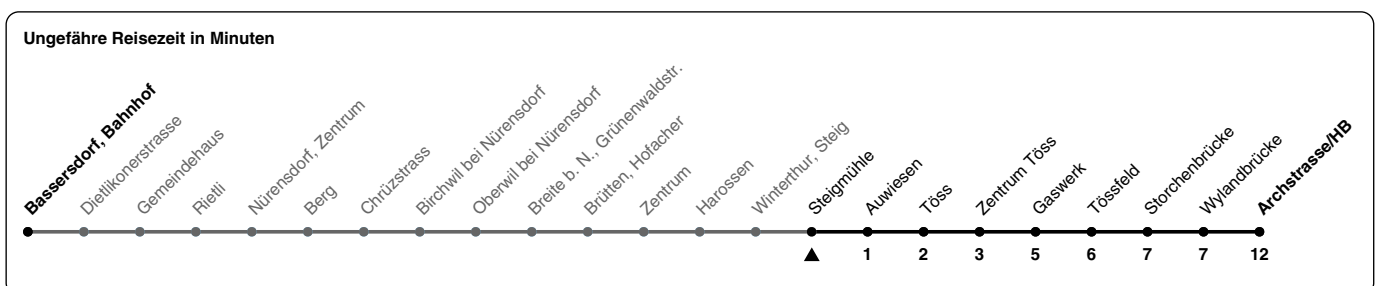 Ungefähre Reisezeit in Minuten
Bassersdorf, Bahnhof
Dietlikonerstrasse
Gemeindehaus
Rietli
Nürensdorf, Zentrum
Berg
Chrüzstrass
Birchwil bei Nürensdorf
Oberwil bei Nürensdorf
Breite b. N., Grünenwaldstr.
Brütten, Hofacher
Zentrum
Harossen
Winterthur, Steig
Steigmühle
Auwiesen
Töss
Zentrum Töss
Gaswerk
Tössfeld
Storchenbrücke
Wylandbrücke
Archstrasse/HB
1 2 3 5 6 7 7 12